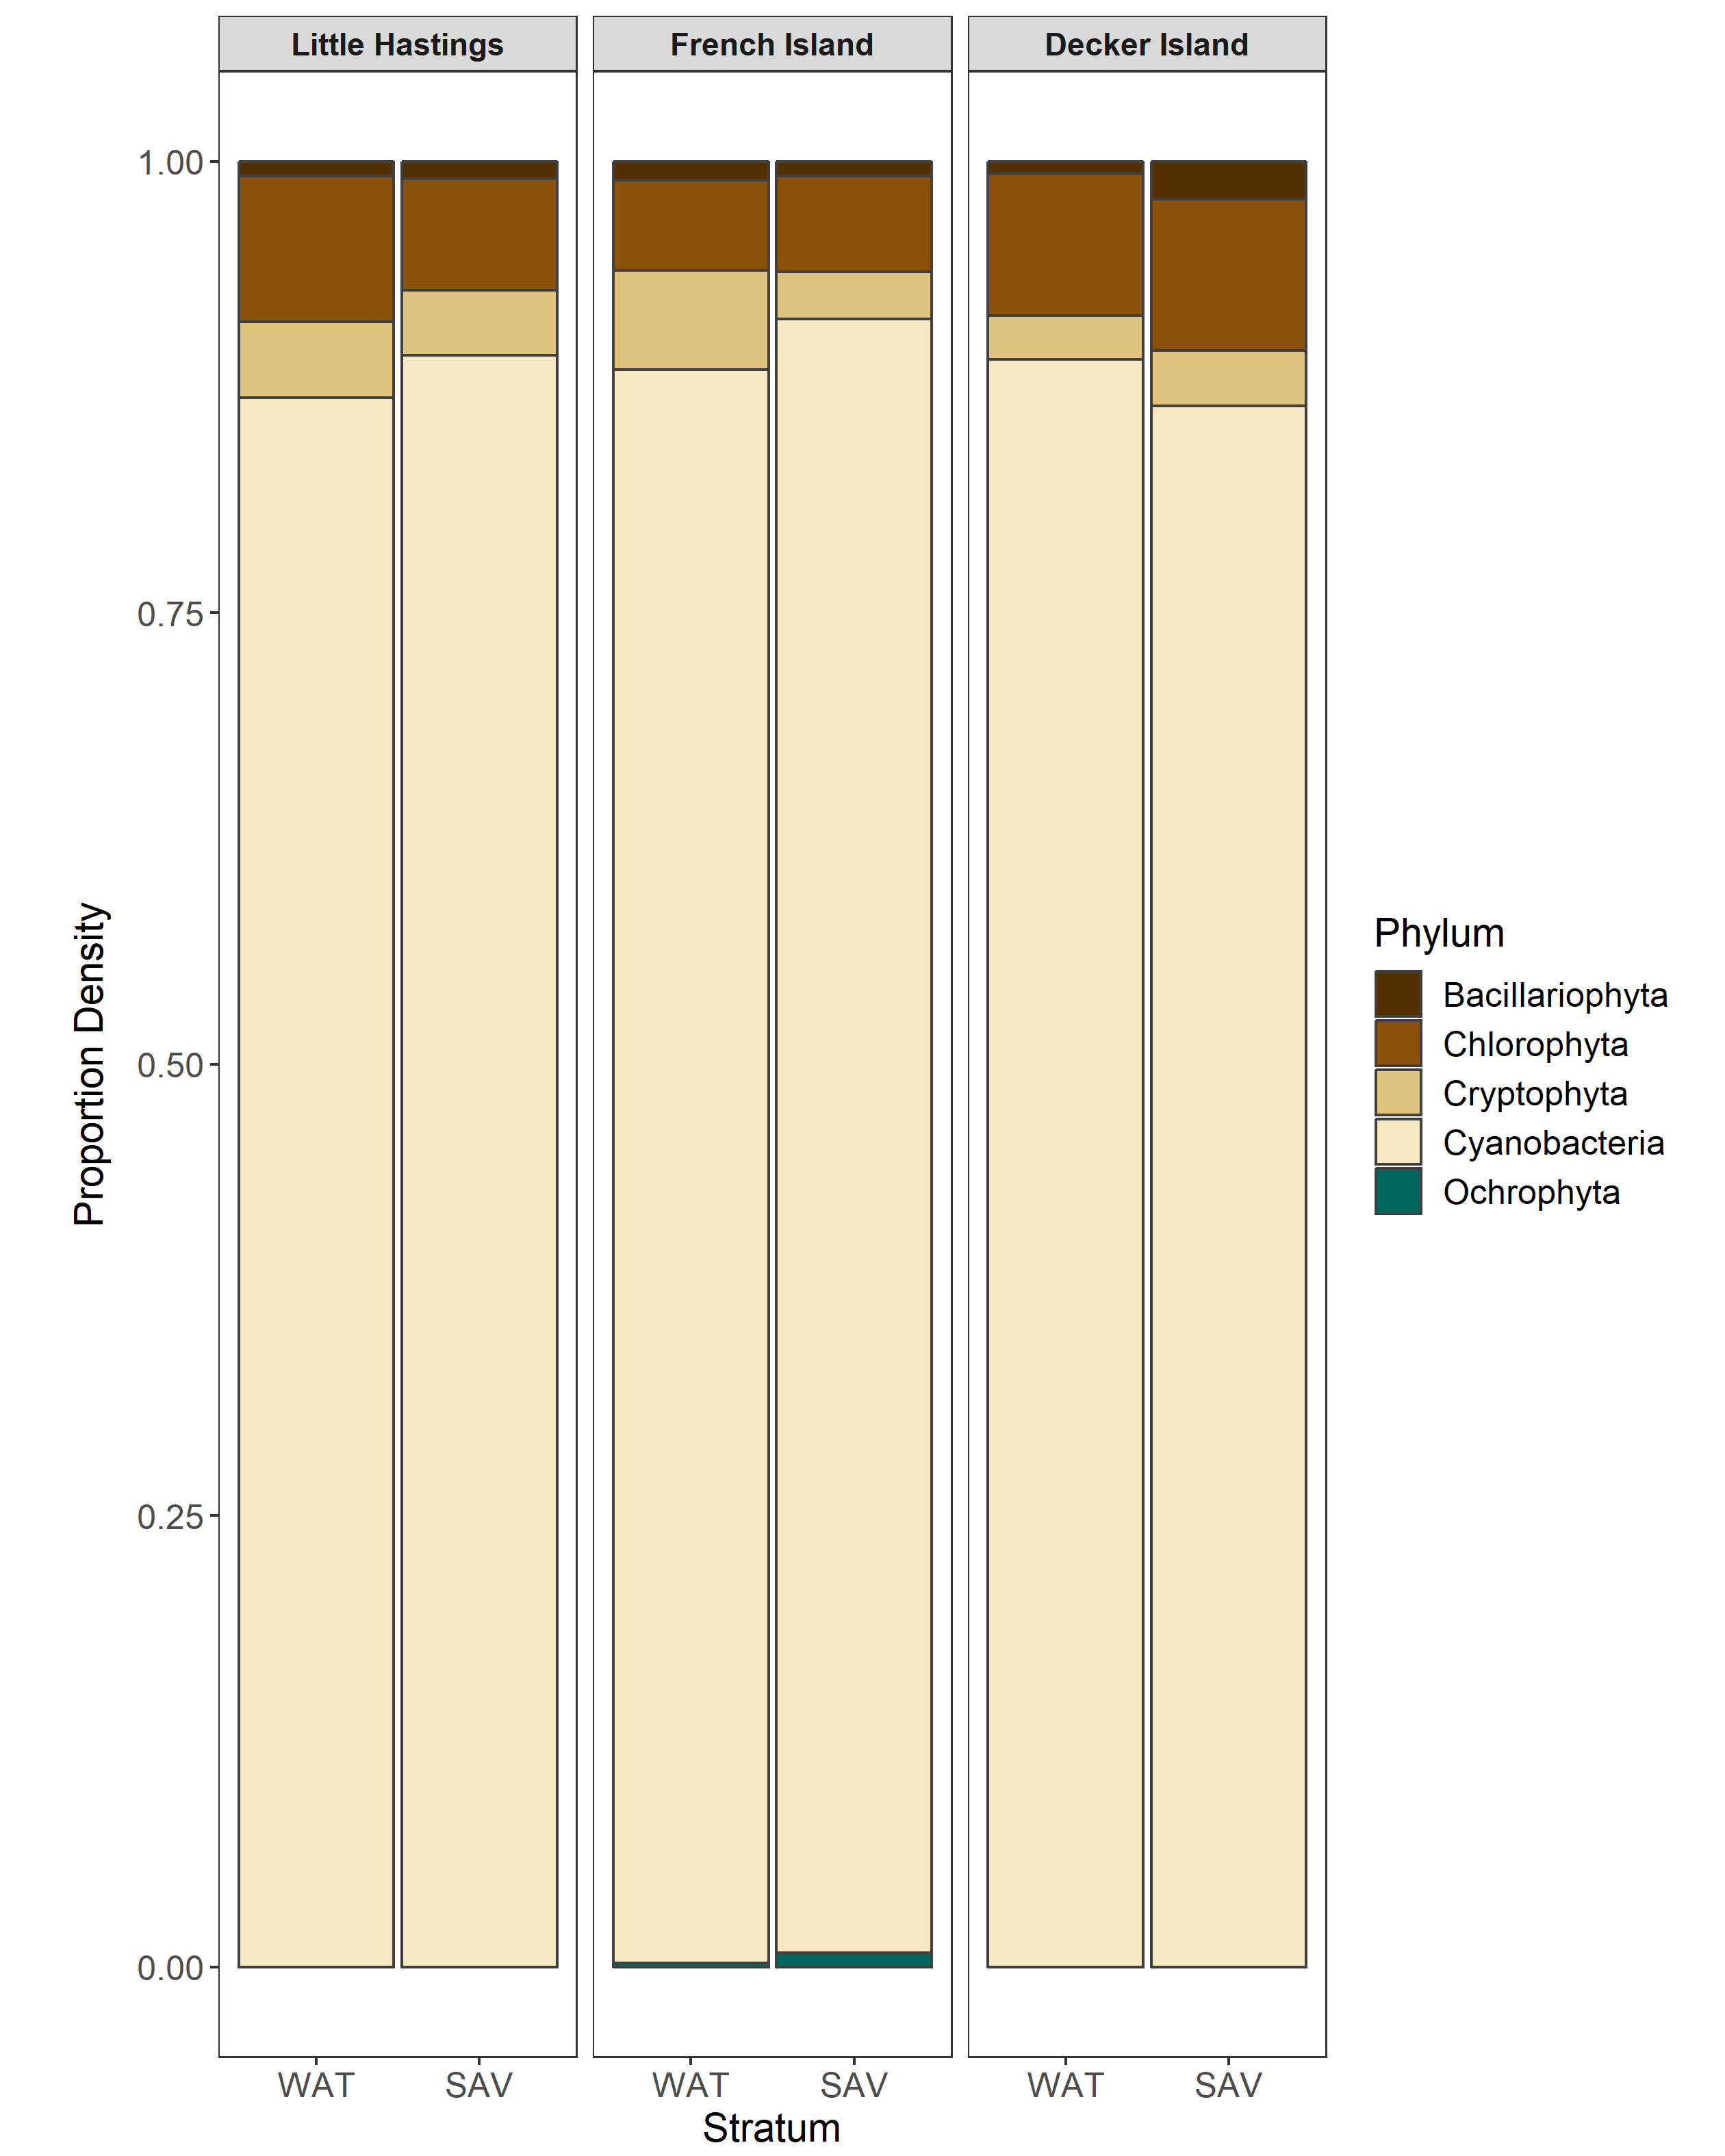 Little Hastings French Island Decker Island
1.00
0.75
0.50
0.25
0.00
Proportion Density
WAT SAV WAT SAV WAT SAV
Stratum
Phylum
Bacillariophyta
Chlorophyta
Cryptophyta
Cyanobacteria
Ochrophyta